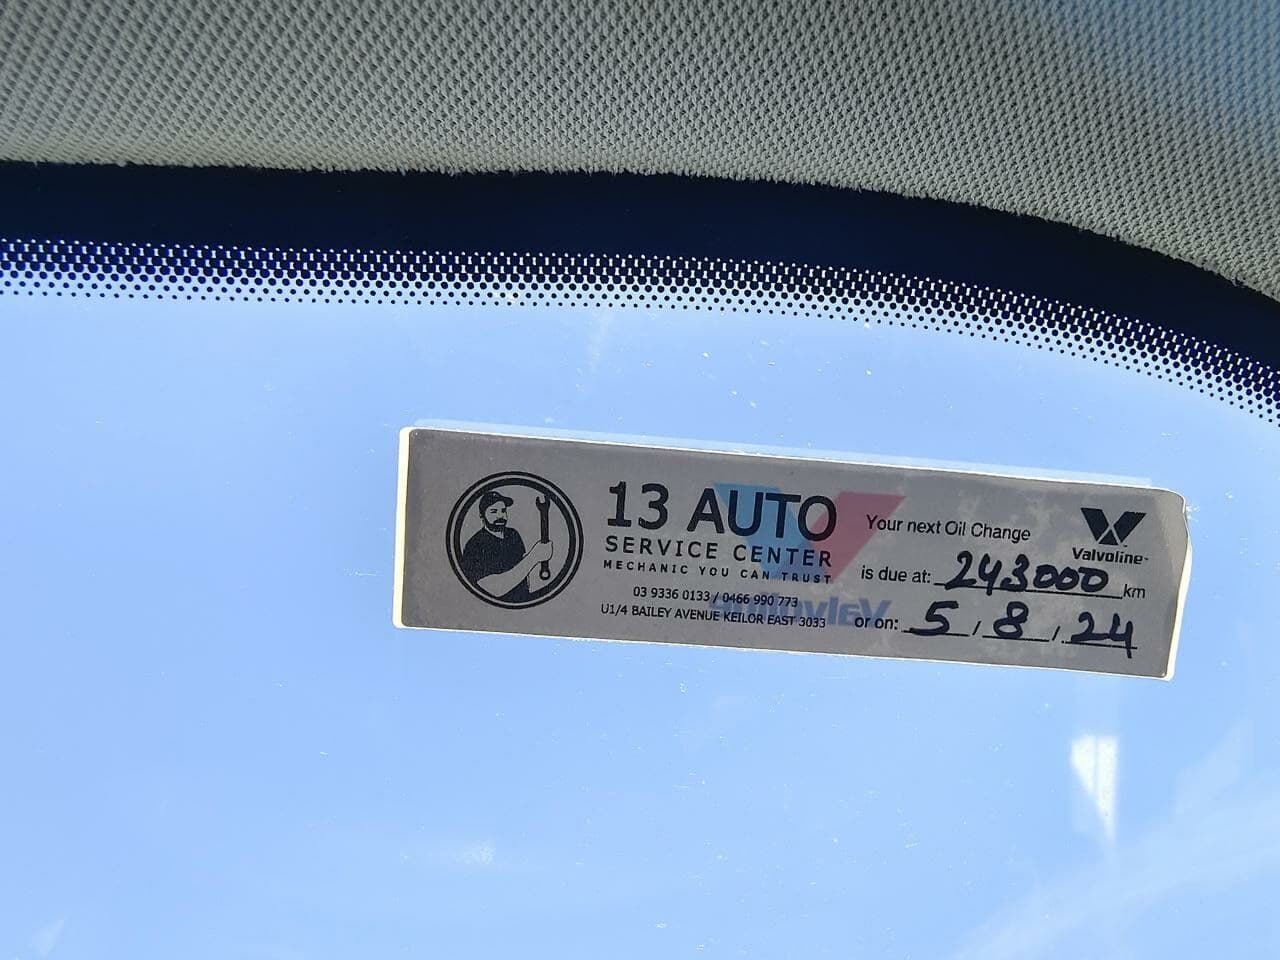 13 AUTO
SERVICE CENTER
MECHANIC YOU CAN TRUST
03 9336 0133 / 0466 990 773
U1/4 BAILEY AVENUE KEILOR EAST 3033
Your next Oil Change
is due at: 243000 km
or on: 5 / 8 / 24
Valvoline
Valvoline